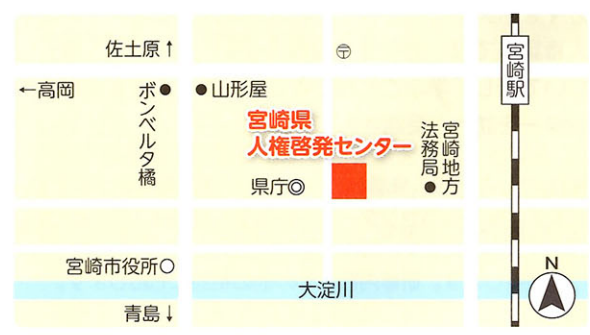 佐土原↑
〒
宮崎駅
←高岡
ボンベルタ橘
山形屋
宮崎県
人権啓発センター
宮崎地方
法務局
県庁
宮崎市役所
N
大淀川
青島↓